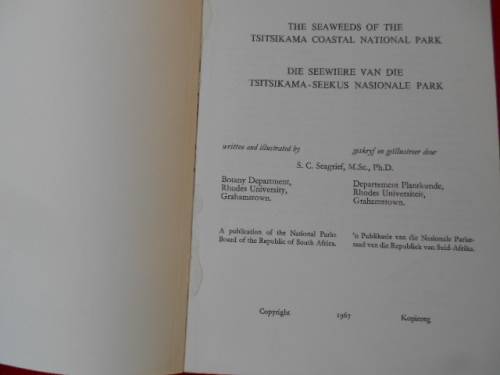 THE SEAWEEDS OF THE
TSITSIKAMA COASTAL NATIONAL PARK
DIE SEEWIERE VAN DIE
TSITSIKAMA-SEEKUS NASIONALE PARK
written and illustrated by
geskryf en geïllustreer deur
S. C. Seagrief, M.Sc., Ph.D.
Botany Department,
Rhodes University,
Grahamstown.
Departement Plantkunde,
Rhodes Universiteit,
Grahamstown.
A publication of the National Parks
Board of the Republic of South Africa.
'n Publikasie van die Nasionale Parke-
raad van die Republiek van Suid-Afrika.
Copyright 1967 Kopiereg